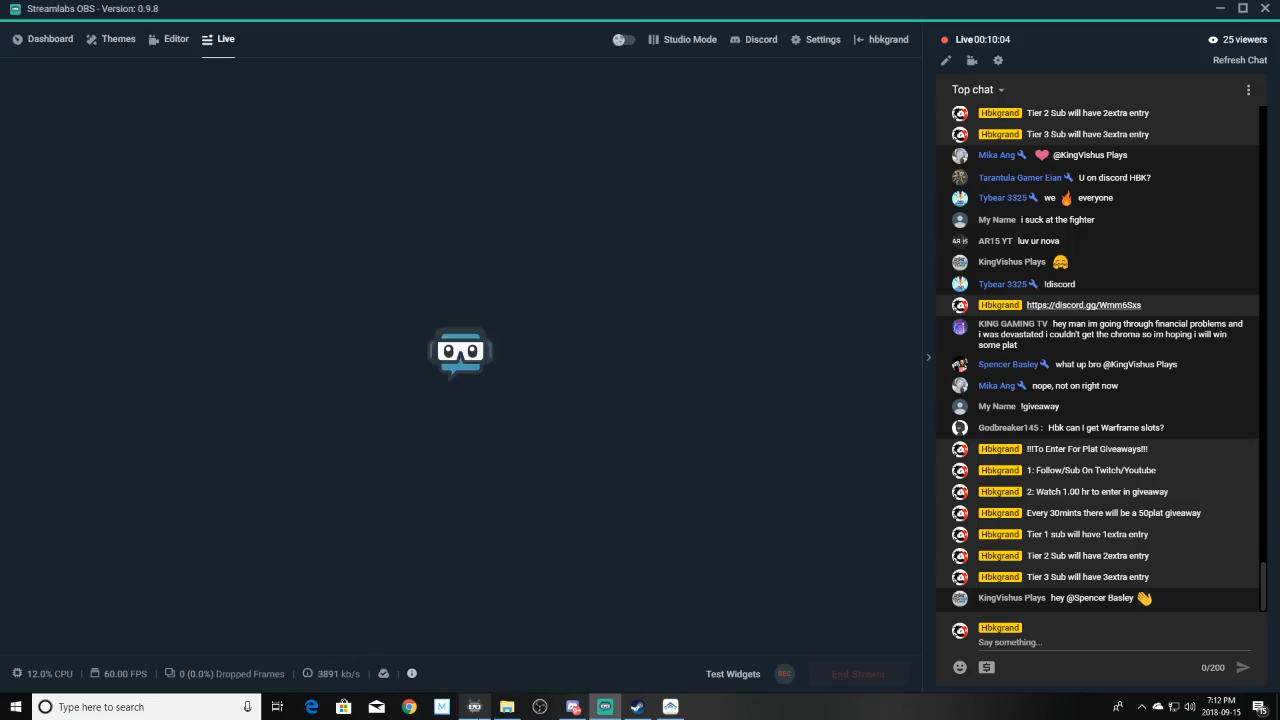 Streamlabs OBS - Version: 0.9.8
Dashboard Themes Editor Live Studio Mode Discord Settings hbkgrand
Live 00:10:04 25 viewers
Refresh Chat
Top chat
Hbkgrand Tier 2 Sub will have 2extra entry
Hbkgrand Tier 3 Sub will have 3extra entry
Mika Ang @KingVishus Plays
Tarantula Gamer Eian U on discord HBK?
Tybear 3325 we everyone
My Name i suck at the fighter
AR15 YT luv ur nova
KingVishus Plays
Tybear 3325 !discord
Hbkgrand https://discord.gg/Wmm6Sxs
KING GAMING TV hey man im going through financial problems and
i was devastated i couldn't get the chroma so im hoping i will win
some plat
Spencer Basley what up bro @KingVishus Plays
Mika Ang nope, not on right now
My Name !giveaway
Godbreaker145 : Hbk can I get Warframe slots?
Hbkgrand !!!To Enter For Plat Giveaways!!!
Hbkgrand 1: Follow/Sub On Twitch/Youtube
Hbkgrand 2: Watch 1.00 hr to enter in giveaway
Hbkgrand Every 30mints there will be a 50plat giveaway
Hbkgrand Tier 1 sub will have 1extra entry
Hbkgrand Tier 2 Sub will have 2extra entry
Hbkgrand Tier 3 Sub will have 3extra entry
KingVishus Plays hey @Spencer Basley
Hbkgrand
Say something...
0/200
12.0% CPU 60.00 FPS 0 (0.0%) Dropped Frames 3891 kb/s Test Widgets REC End Stream
Type here to search
7:12 PM
2018-09-15
15